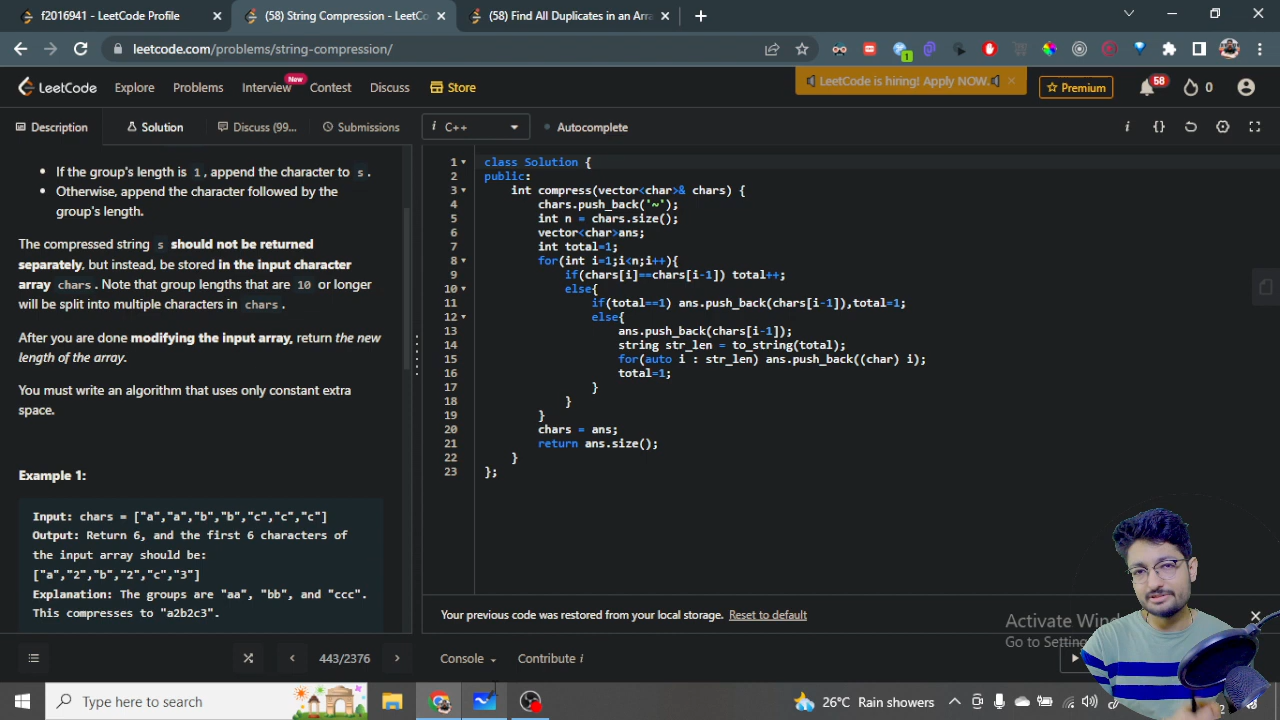 f2016941 - LeetCode Profile
(58) String Compression - LeetCo
(58) Find All Duplicates in an Arra
leetcode.com/problems/string-compression/
1
LeetCode
Explore
Problems
Interview
New
Contest
Discuss
Store
LeetCode is hiring! Apply NOW.
Premium
58
0
Description
Solution
Discuss (99...
Submissions
C++
Autocomplete
If the group's length is 1, append the character to s.
Otherwise, append the character followed by the
group's length.
The compressed string s should not be returned
separately, but instead, be stored in the input character
array chars. Note that group lengths that are 10 or longer
will be split into multiple characters in chars.
After you are done modifying the input array, return the new
length of the array.
You must write an algorithm that uses only constant extra
space.
Example 1:
Input: chars = ["a","a","b","b","c","c","c"]
Output: Return 6, and the first 6 characters of
the input array should be:
["a","2","b","2","c","3"]
Explanation: The groups are "aa", "bb", and "ccc".
This compresses to "a2b2c3".
1 class Solution {
2 public:
3 int compress(vector<char>& chars) {
4 chars.push_back('~');
5 int n = chars.size();
6 vector<char>ans;
7 int total=1;
8 for(int i=1;i<n;i++){
9 if(chars[i]==chars[i-1]) total++;
10 else{
11 if(total==1) ans.push_back(chars[i-1]),total=1;
12 else{
13 ans.push_back(chars[i-1]);
14 string str_len = to_string(total);
15 for(auto i : str_len) ans.push_back((char) i);
16 total=1;
17 }
18 }
19 }
20 chars = ans;
21 return ans.size();
22 }
23 };
Your previous code was restored from your local storage. Reset to default
Activate Wind
Go to Setting
443/2376
Console
Contribute i
Type here to search
26°C Rain showers